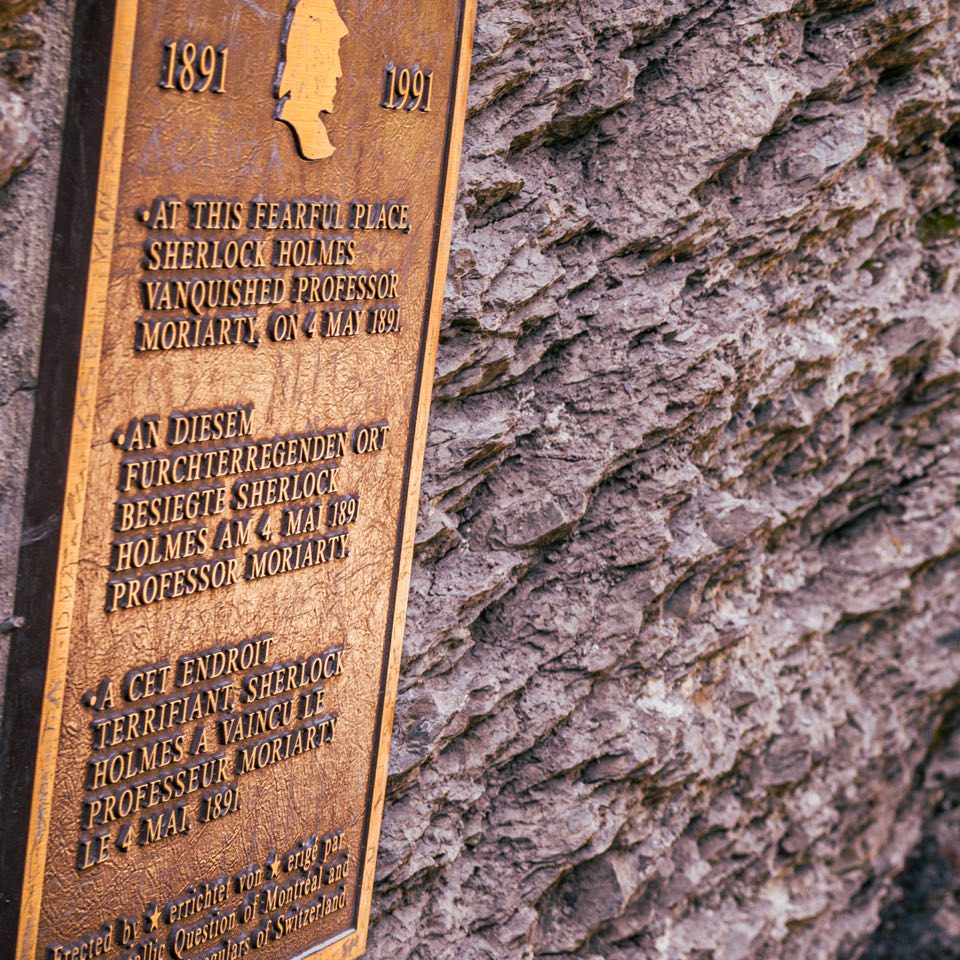 1891 1991
•AT THIS FEARFUL PLACE,
SHERLOCK HOLMES
VANQUISHED PROFESSOR
MORIARTY, ON 4 MAY 1891.
•AN DIESEM
FURCHTERREGENDEN ORT
BESIEGTE SHERLOCK
HOLMES AM 4. MAI 1891
PROFESSOR MORIARTY.
•A CET ENDROIT
TERRIFIANT, SHERLOCK
HOLMES A VAINCU LE
PROFESSEUR MORIARTY
LE 4 MAI 1891.
Erected by ★ errichtet von ★ erigé par
Question of Montréal and
of Switzerland